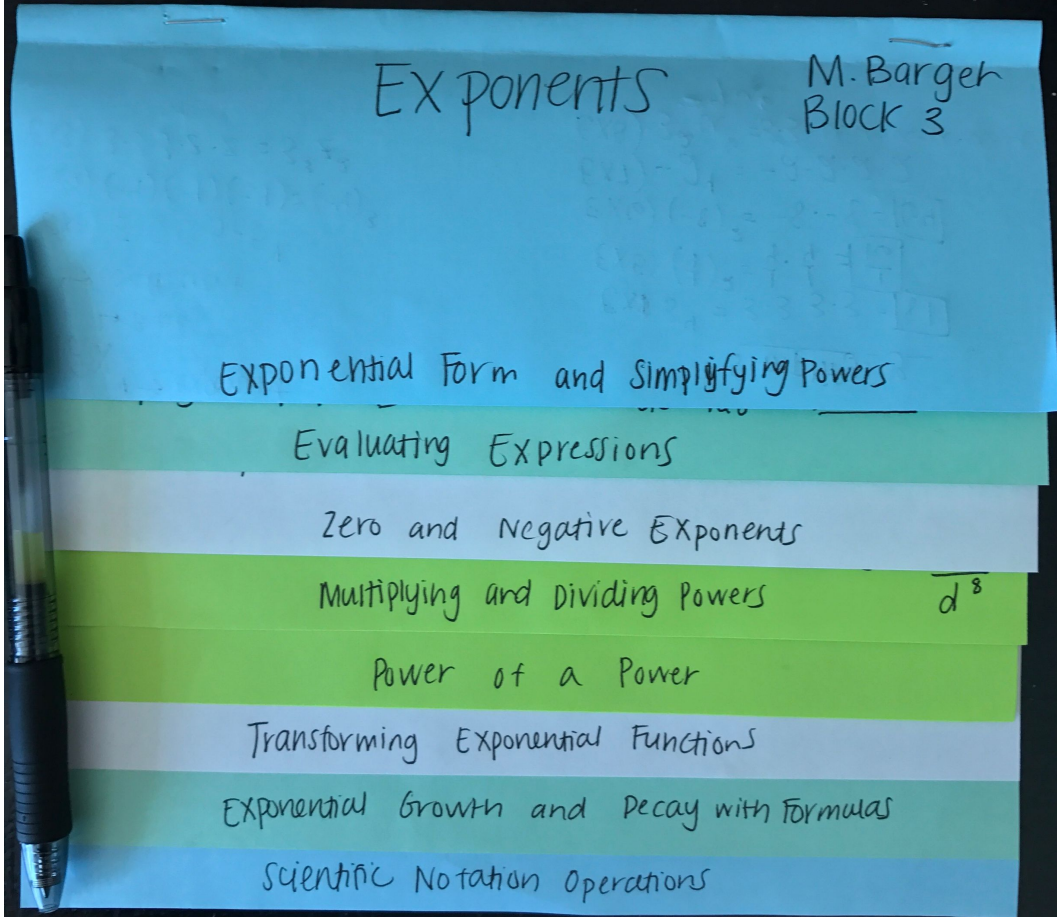 Exponents
M. Barger
Block 3
Exponential Form and Simplifying Powers
Evaluating Expressions
Zero and Negative Exponents
Multiplying and Dividing Powers
d⁸
Power of a Power
Transforming Exponential Functions
Exponential Growth and Decay with Formulas
Scientific Notation Operations